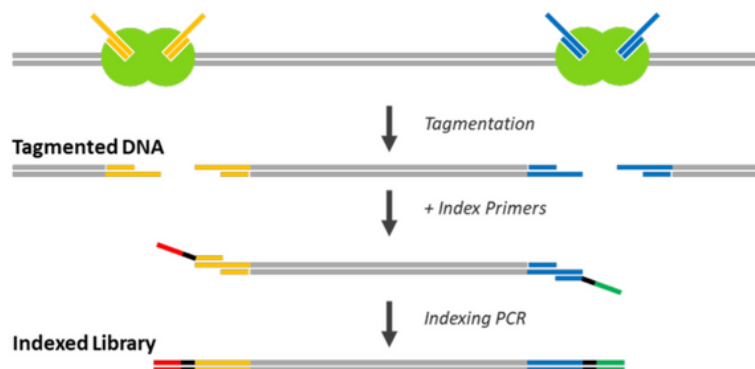 Tagmentation
Tagmented DNA
+ Index Primers
Indexing PCR
Indexed Library